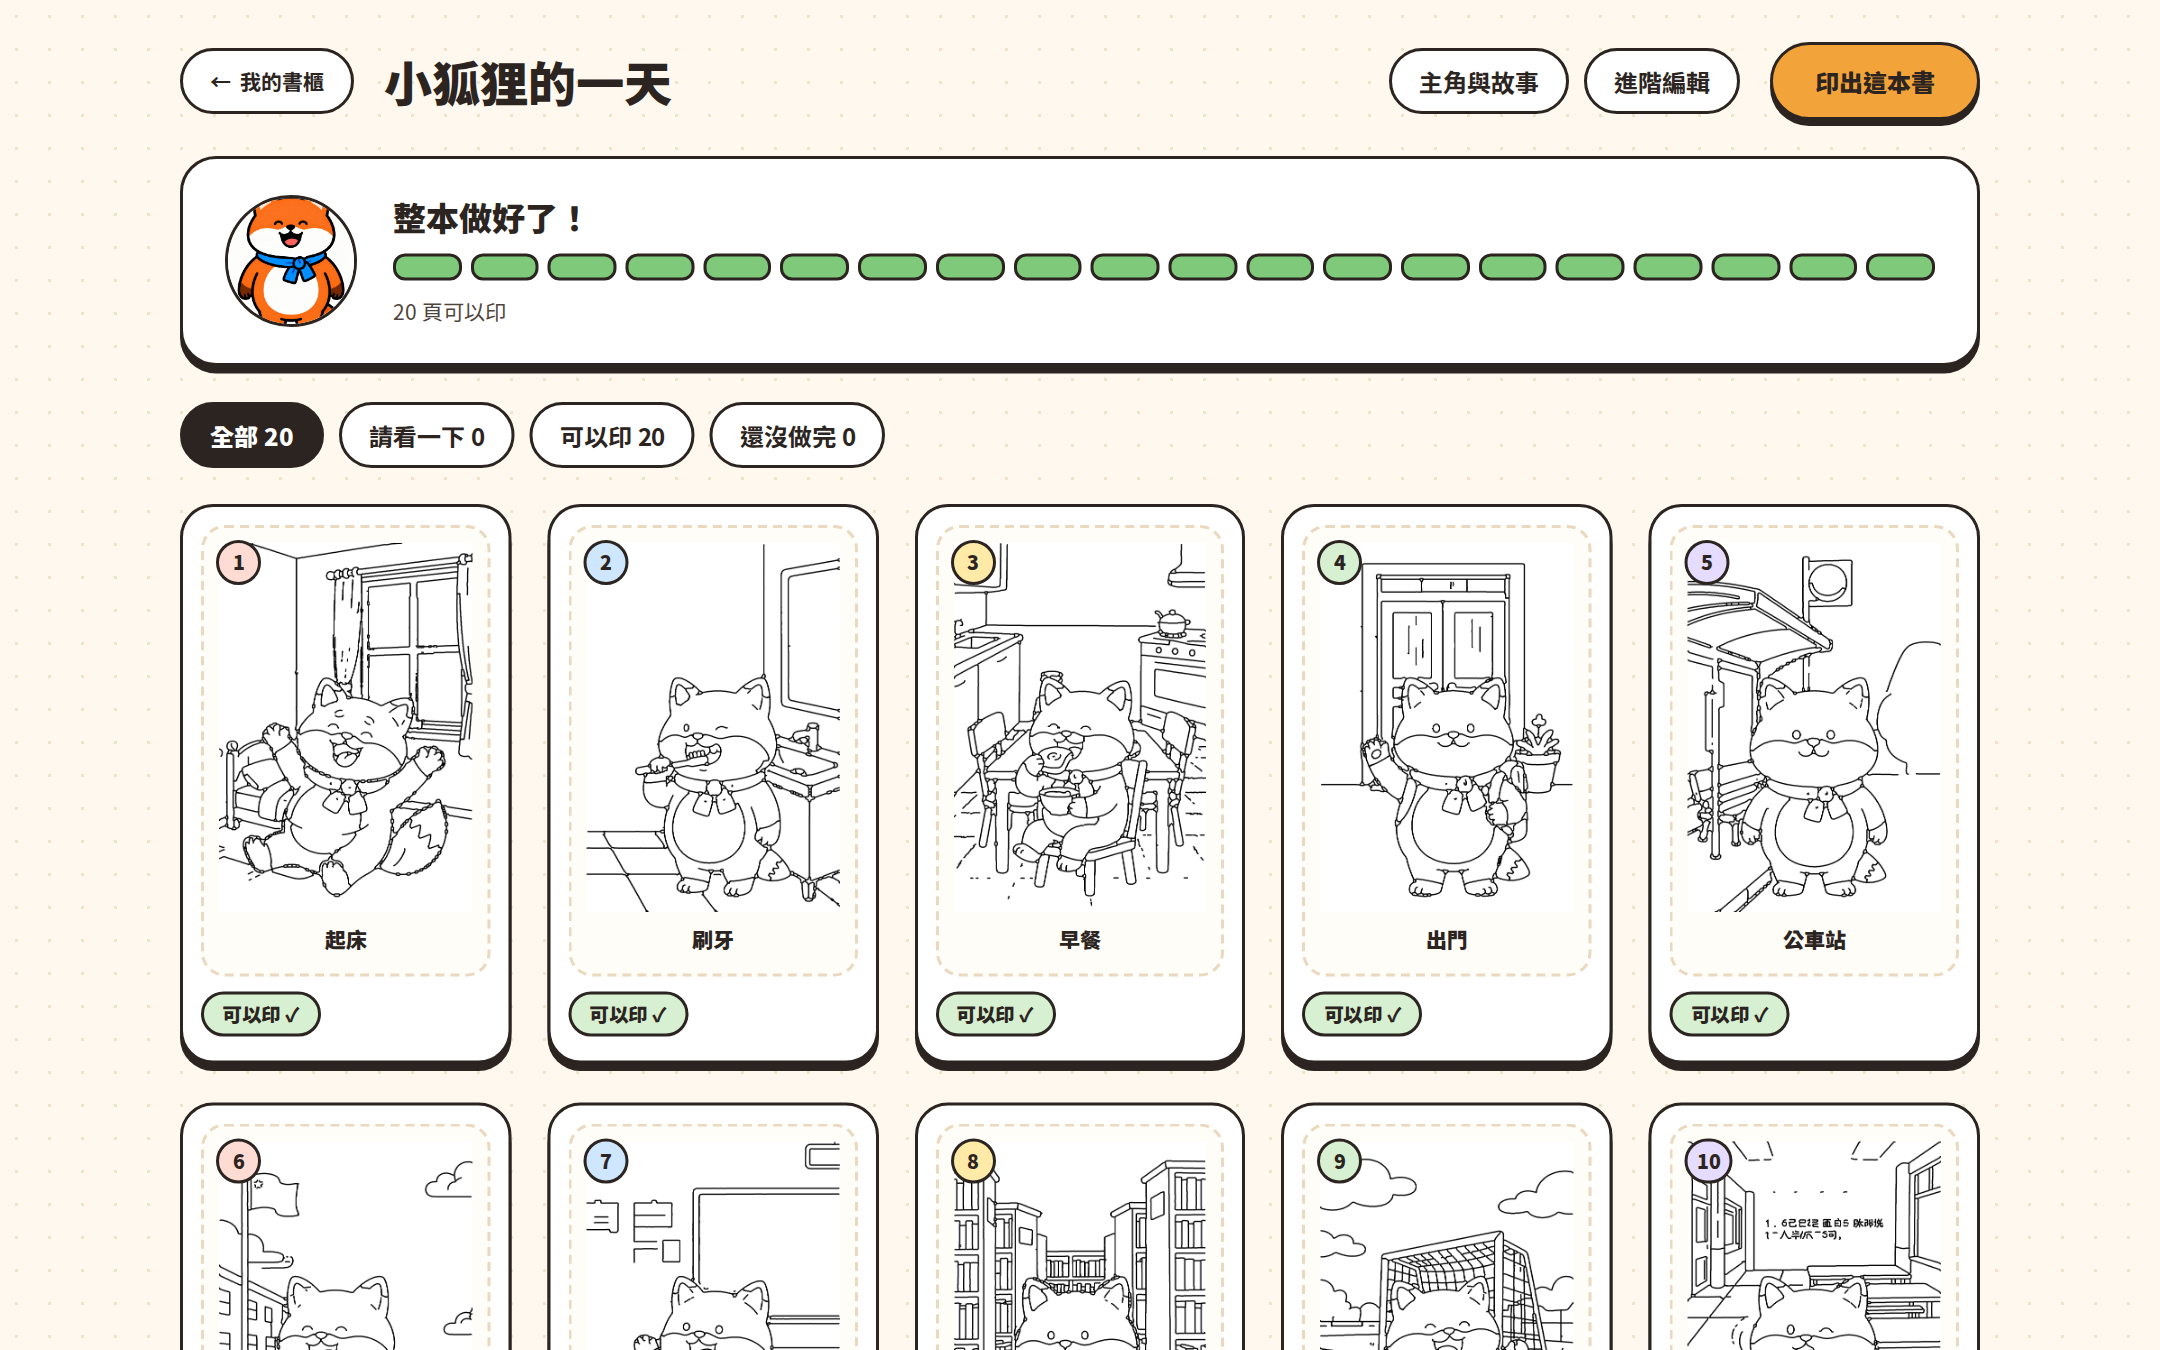 ← 我的書櫃
小狐狸的一天
主角與故事
進階編輯
印出這本書
整本做好了！
20 頁可以印
全部 20
請看一下 0
可以印 20
還沒做完 0
1
2
3
4
5
起床
刷牙
早餐
出門
公車站
可以印 ✓
可以印 ✓
可以印 ✓
可以印 ✓
可以印 ✓
6
7
8
9
10